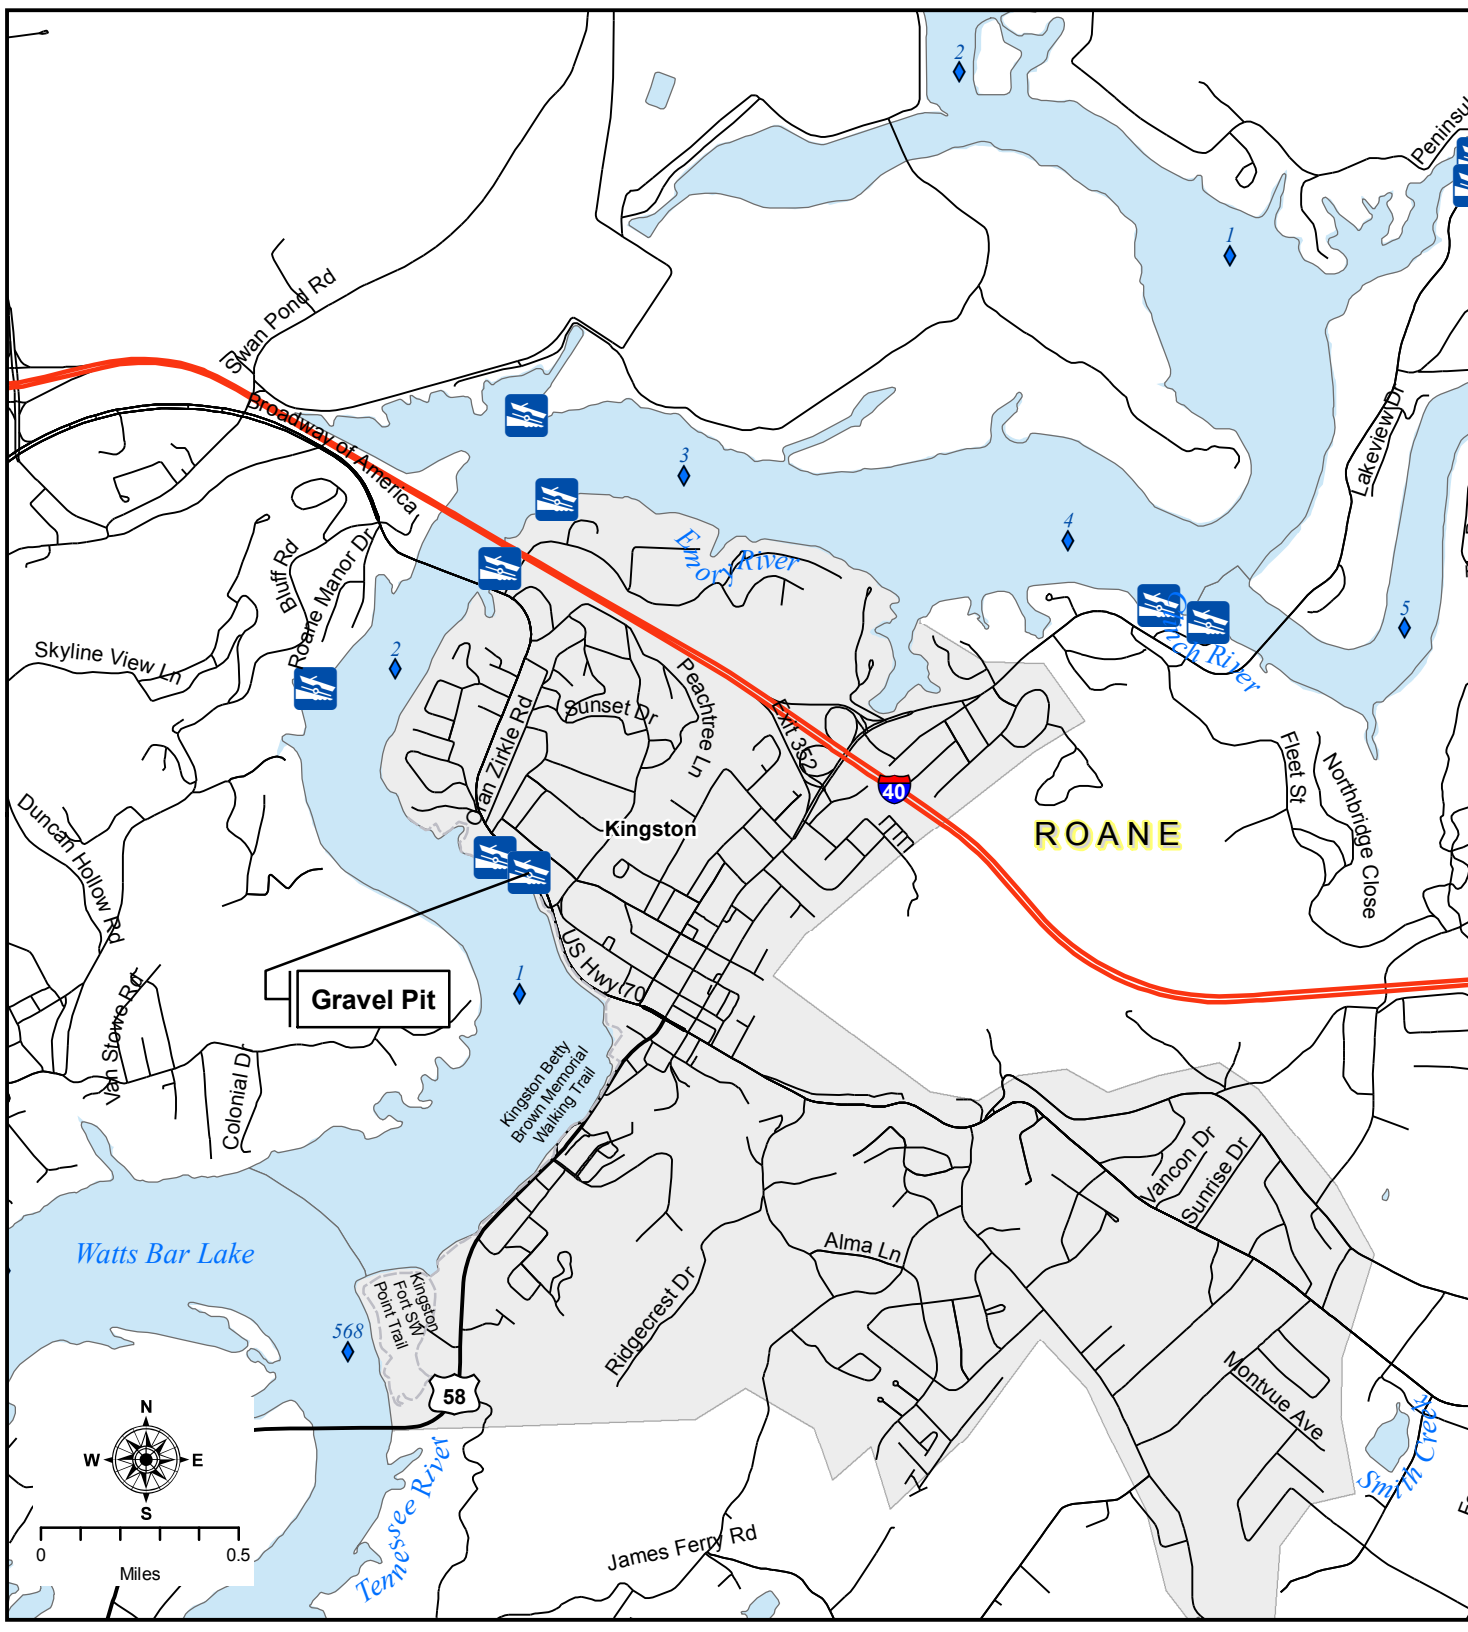 2
Peninsul
1
Swan Pond Rd
Broadway of America
Lakeview Dr
3
4
Emory River
Bluff Rd
Roane Manor Dr
5
Clinch River
Skyline View Ln
2
Peachtree Ln
Sunset Dr
Oran Zirkle Rd
Exit 352
Fleet St
Northbridge Close
40
Kingston
ROANE
Duncan Hollow Rd
US Hwy 70
1
Gravel Pit
Van Stowe Rd
Colonial Dr
Kingston Betty
Brown Memorial
Walking Trail
Vancon Dr
Sunrise Dr
Watts Bar Lake
Alma Ln
Kingston
Fort SW
Point Trail
Ridgecrest Dr
568
58
Montvue Ave
Smith Creek
N
W
E
S
Tennessee River
James Ferry Rd
0
0.5
Miles